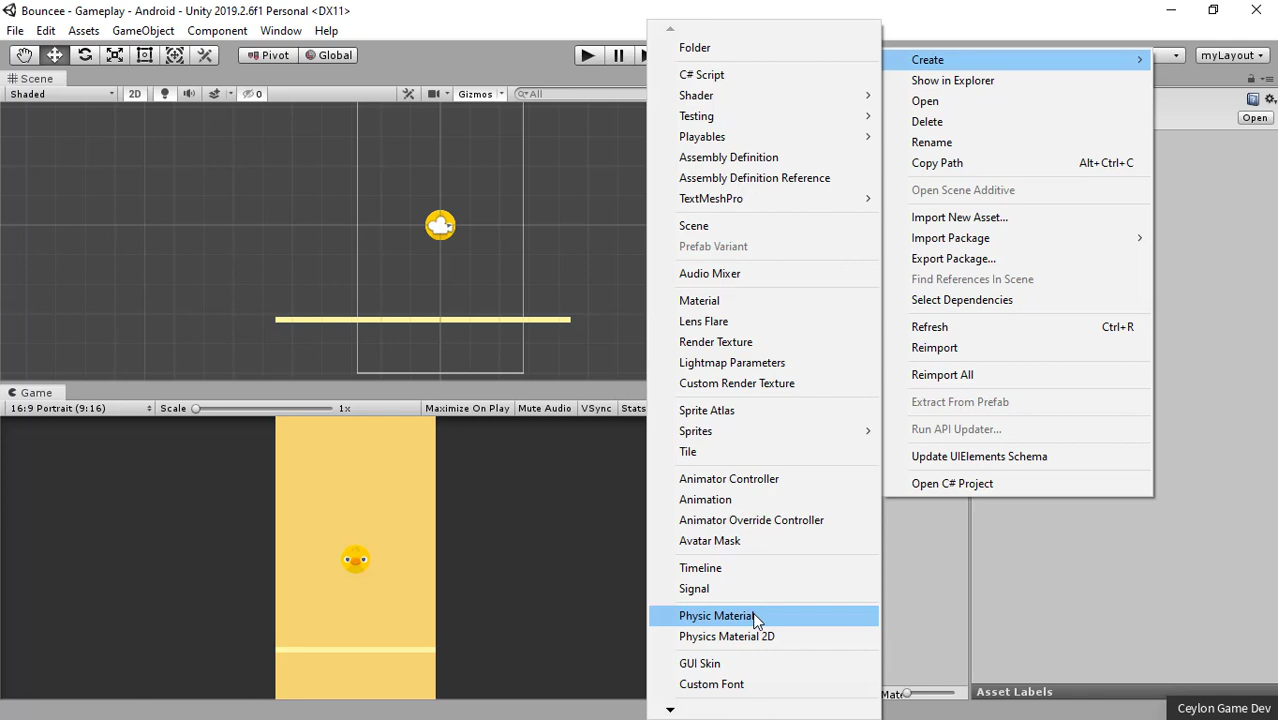 Bouncee - Gameplay - Android - Unity 2019.2.6f1 Personal <DX11>
File Edit Assets GameObject Component Window Help
Pivot Global
myLayout
Scene
Shaded 2D 0 Gizmos All
Open
Folder
C# Script
Shader
Testing
Playables
Assembly Definition
Assembly Definition Reference
TextMeshPro
Scene
Prefab Variant
Audio Mixer
Material
Lens Flare
Render Texture
Lightmap Parameters
Custom Render Texture
Sprite Atlas
Sprites
Tile
Animator Controller
Animation
Animator Override Controller
Avatar Mask
Timeline
Signal
Physic Material
Physics Material 2D
GUI Skin
Custom Font
Create
Show in Explorer
Open
Delete
Rename
Copy Path Alt+Ctrl+C
Open Scene Additive
Import New Asset...
Import Package
Export Package...
Find References In Scene
Select Dependencies
Refresh Ctrl+R
Reimport
Reimport All
Extract From Prefab
Run API Updater...
Update UIElements Schema
Open C# Project
Game
16:9 Portrait (9:16) Scale 1x Maximize On Play Mute Audio VSync Stats
Asset Labels
Ceylon Game Dev